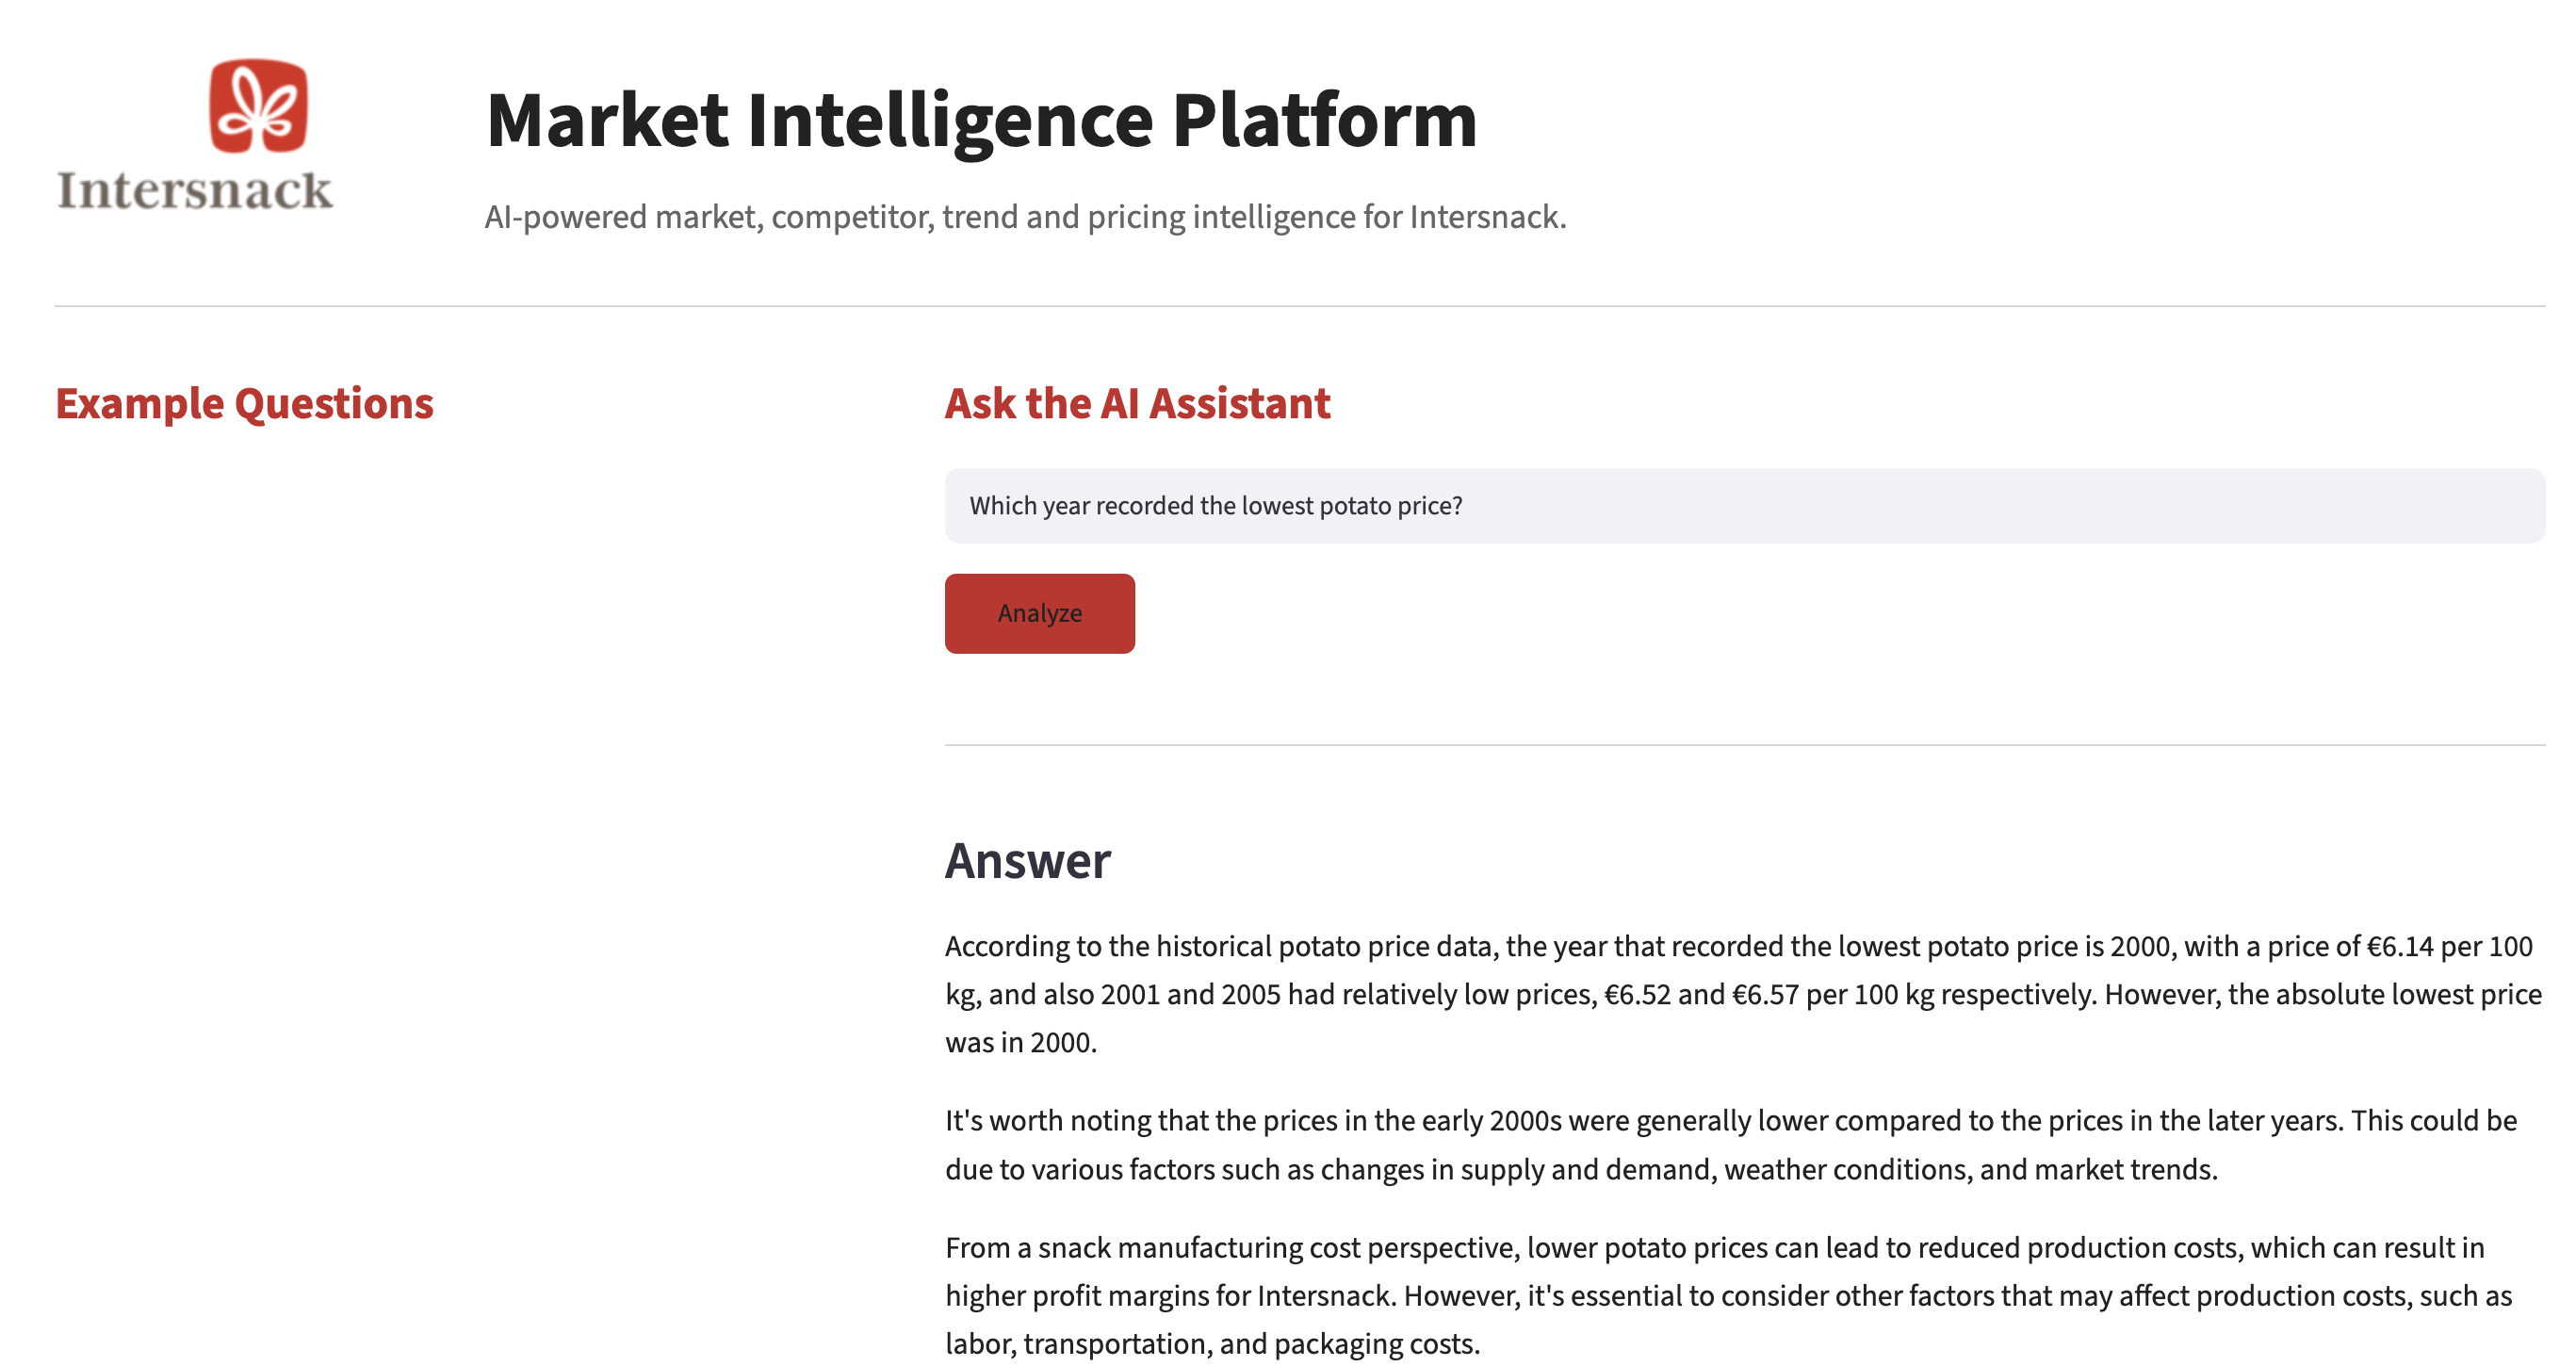 Intersnack
Market Intelligence Platform
AI-powered market, competitor, trend and pricing intelligence for Intersnack.
Example Questions
Ask the AI Assistant
Which year recorded the lowest potato price?
Analyze
Answer
According to the historical potato price data, the year that recorded the lowest potato price is 2000, with a price of €6.14 per 100
kg, and also 2001 and 2005 had relatively low prices, €6.52 and €6.57 per 100 kg respectively. However, the absolute lowest price
was in 2000.
It's worth noting that the prices in the early 2000s were generally lower compared to the prices in the later years. This could be
due to various factors such as changes in supply and demand, weather conditions, and market trends.
From a snack manufacturing cost perspective, lower potato prices can lead to reduced production costs, which can result in
higher profit margins for Intersnack. However, it's essential to consider other factors that may affect production costs, such as
labor, transportation, and packaging costs.